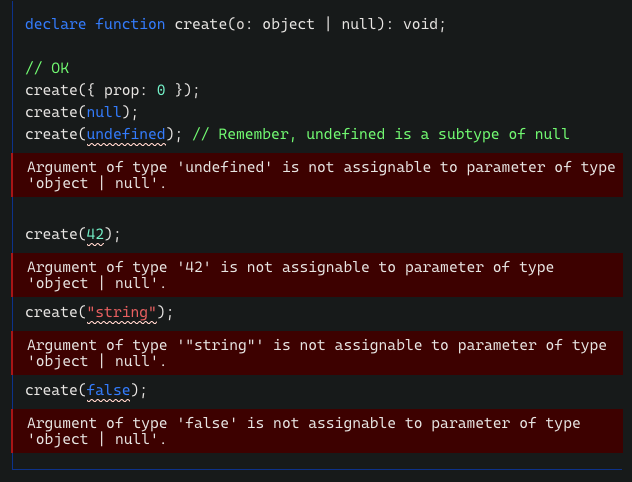 declare function create(o: object | null): void;
// OK
create({ prop: 0 });
create(null);
create(undefined); // Remember, undefined is a subtype of null
Argument of type 'undefined' is not assignable to parameter of type
'object | null'.
create(42);
Argument of type '42' is not assignable to parameter of type
'object | null'.
create("string");
Argument of type '"string"' is not assignable to parameter of type
'object | null'.
create(false);
Argument of type 'false' is not assignable to parameter of type
'object | null'.